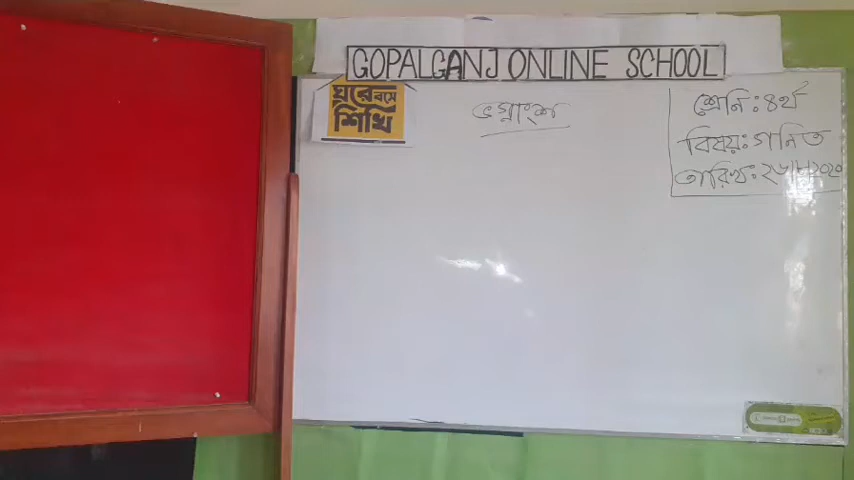 GOPALGANJ ONLINE SCHOOL
ঘরে বসে
শিখি
ভগ্নাংশ
শ্রেনি: ৪র্থ
বিষয়: গনিত
তারিখ: